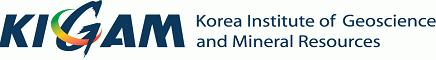 KIGAM
Korea Institute of Geoscience
and Mineral Resources